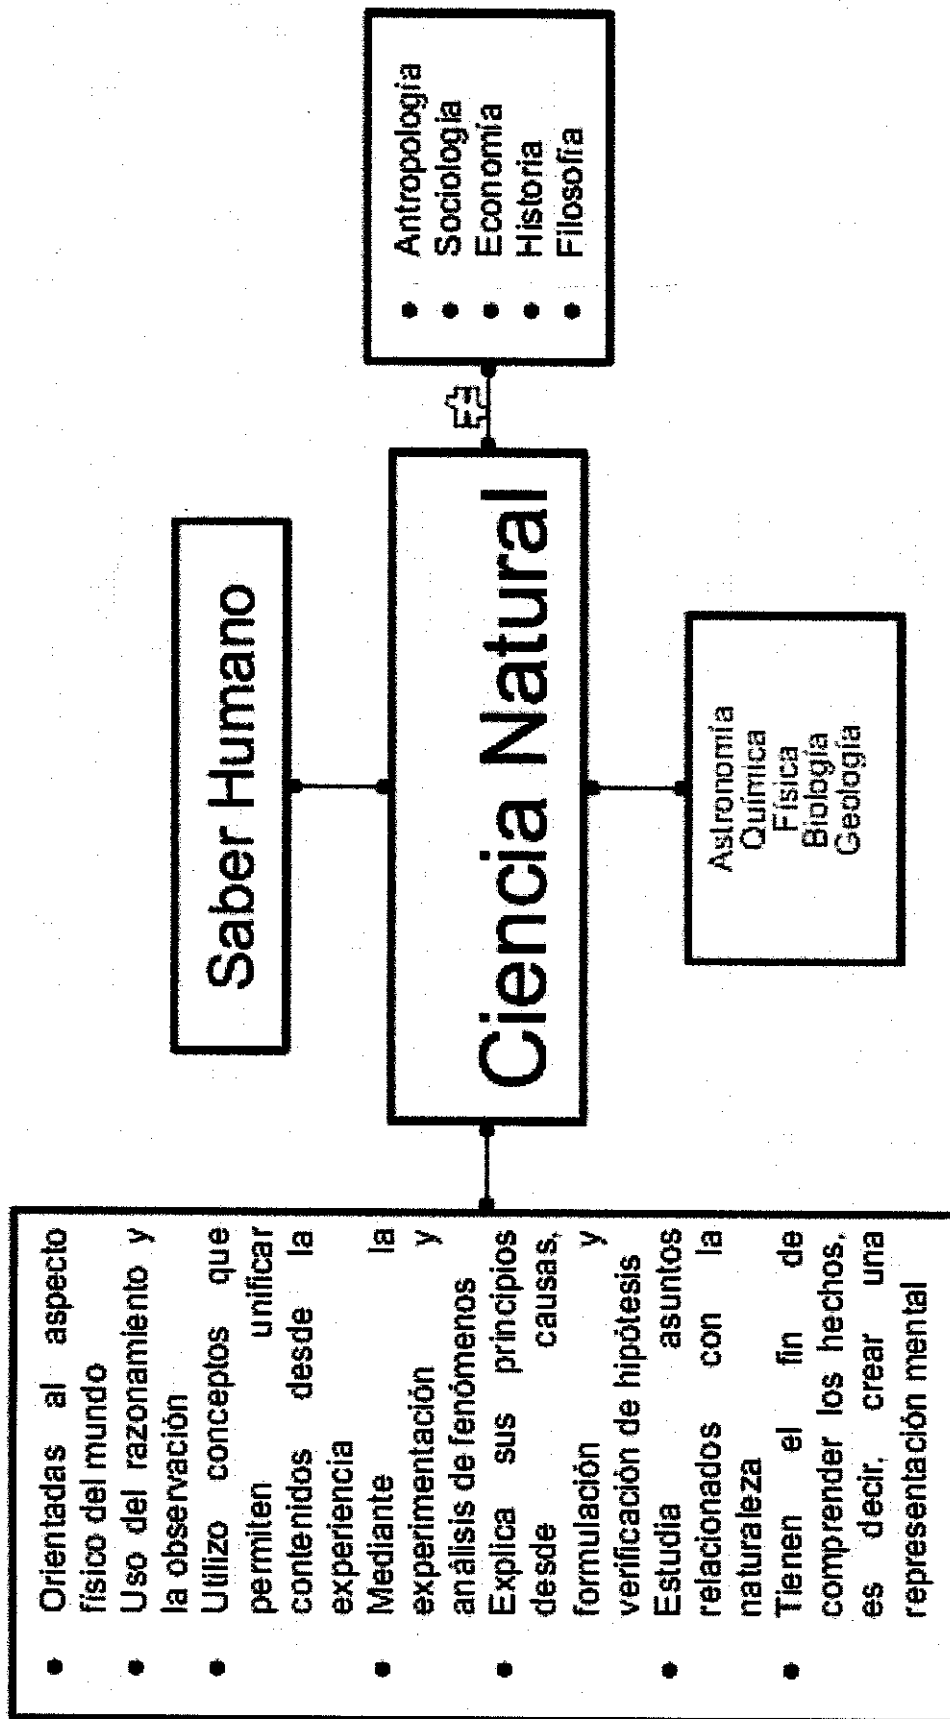 Saber Humano
Ciencia Natural
• Orientadas al aspecto
físico del mundo
• Uso del razonamiento y
la observación
• Utilizo conceptos que
permiten unificar
contenidos desde la
experiencia
• Mediante la
experimentación y
análisis de fenómenos
• Explica sus principios
desde causas,
formulación y
verificación de hipótesis
• Estudia asuntos
relacionados con la
naturaleza
• Tienen el fin de
comprender los hechos,
es decir, crear una
representación mental
• Antropología
• Sociología
• Economía
• Historia
• Filosofía
Astronomía
Química
Física
Biología
Geología